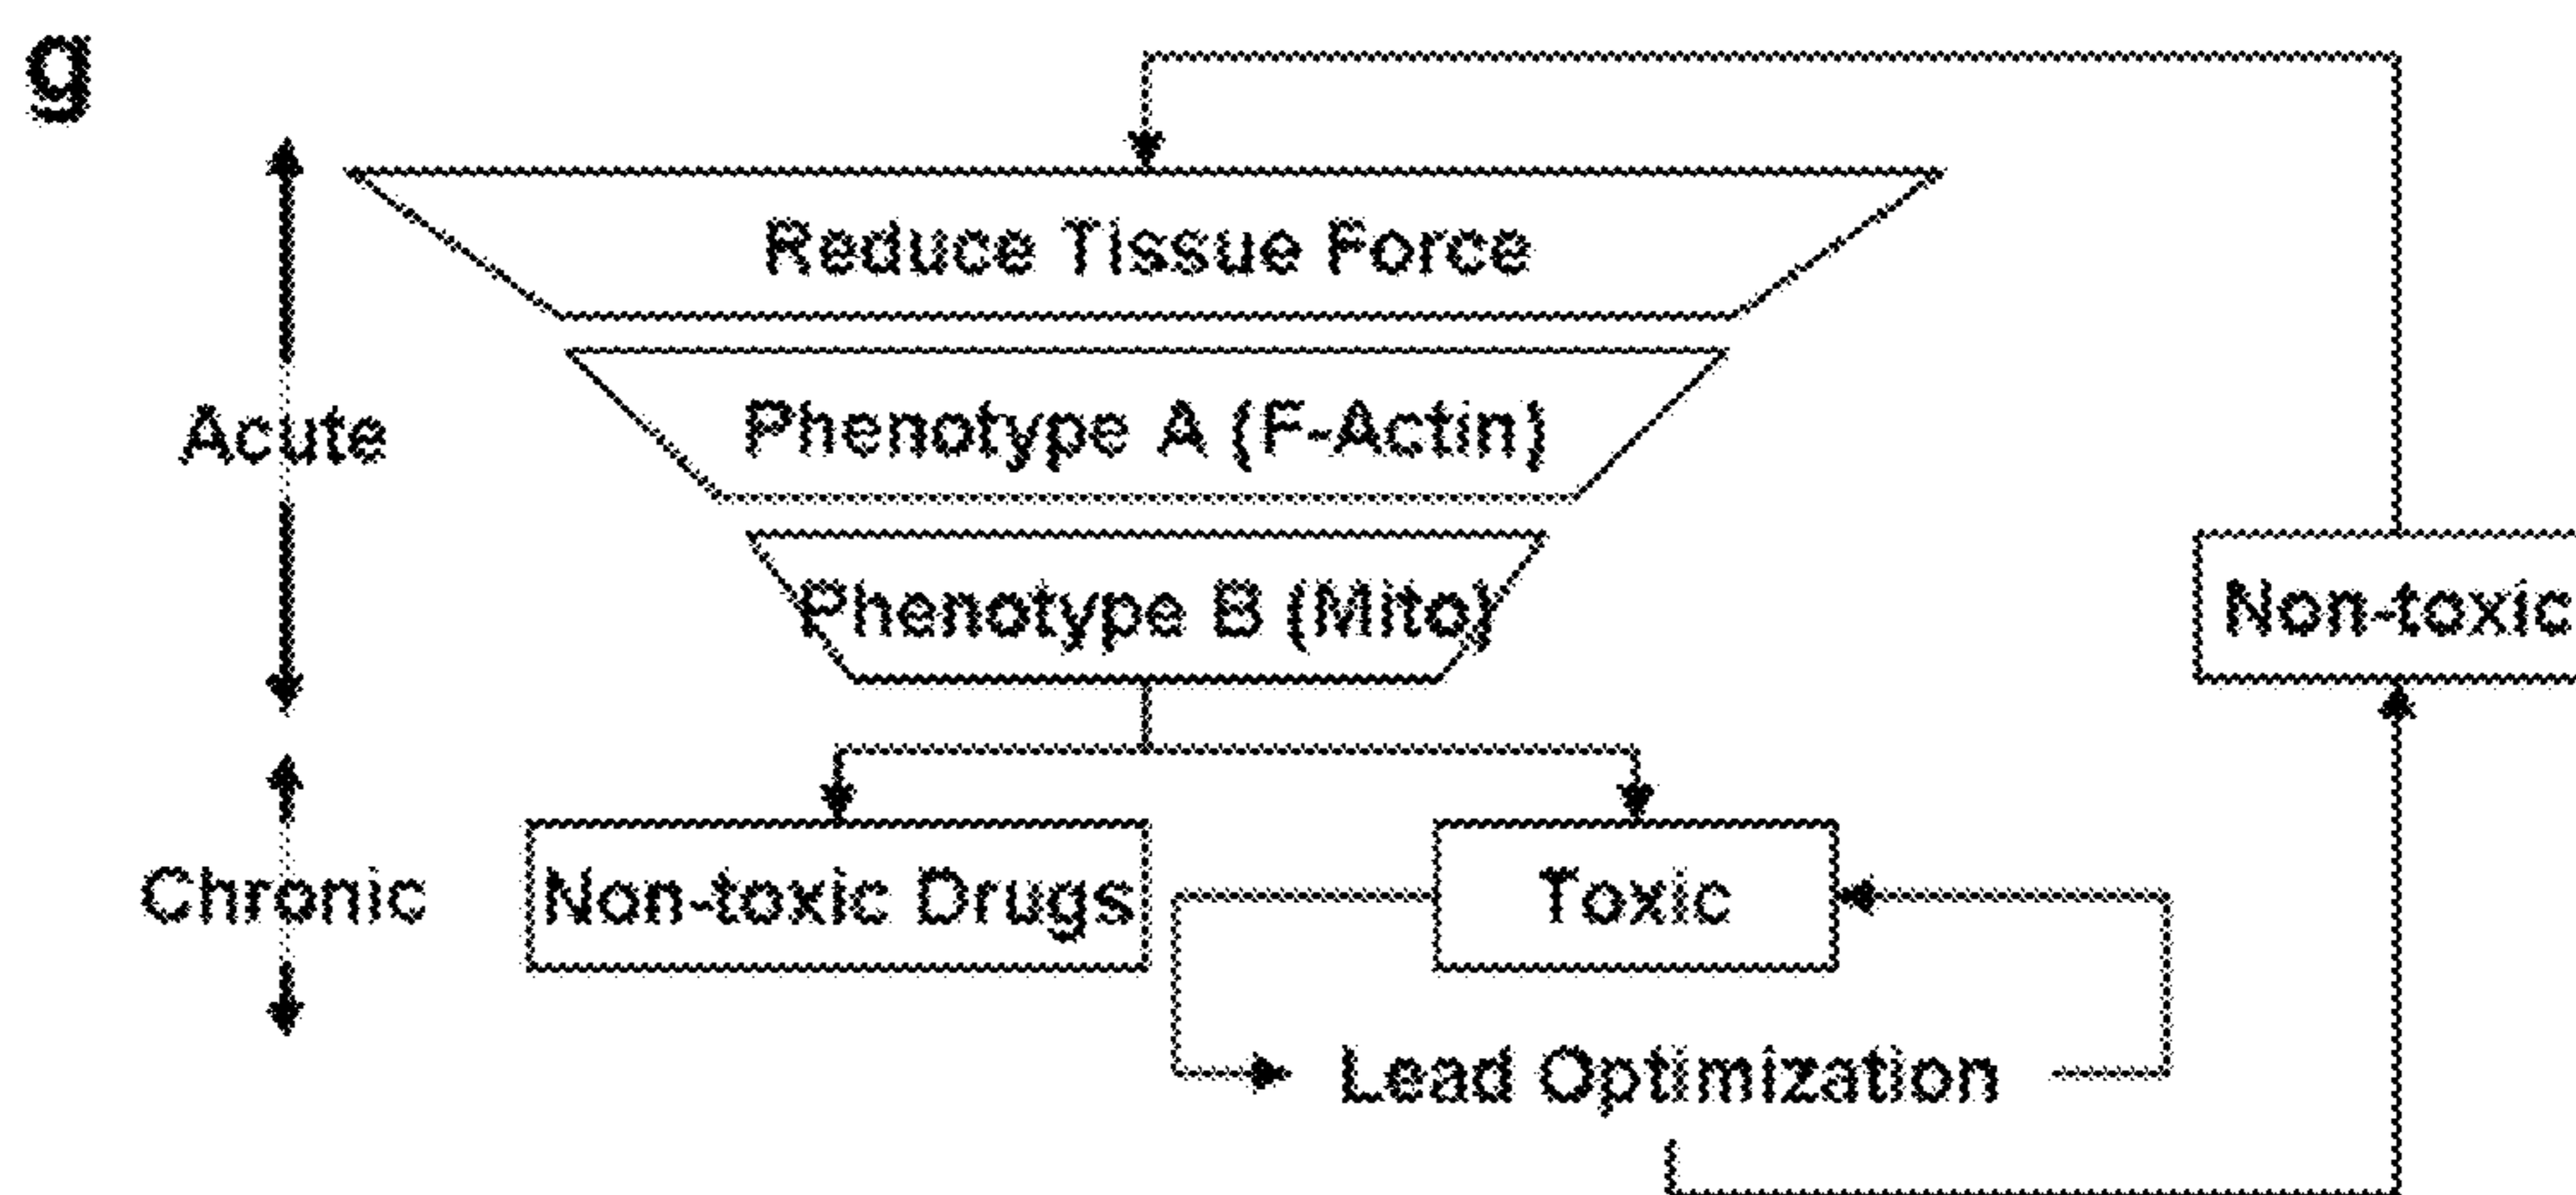 g
Reduce Tissue Force
Acute
Phenotype A (F-Actin)
Phenotype B (Mito)
Non-toxic
Chronic
Non-toxic Drugs
Toxic
Lead Optimization